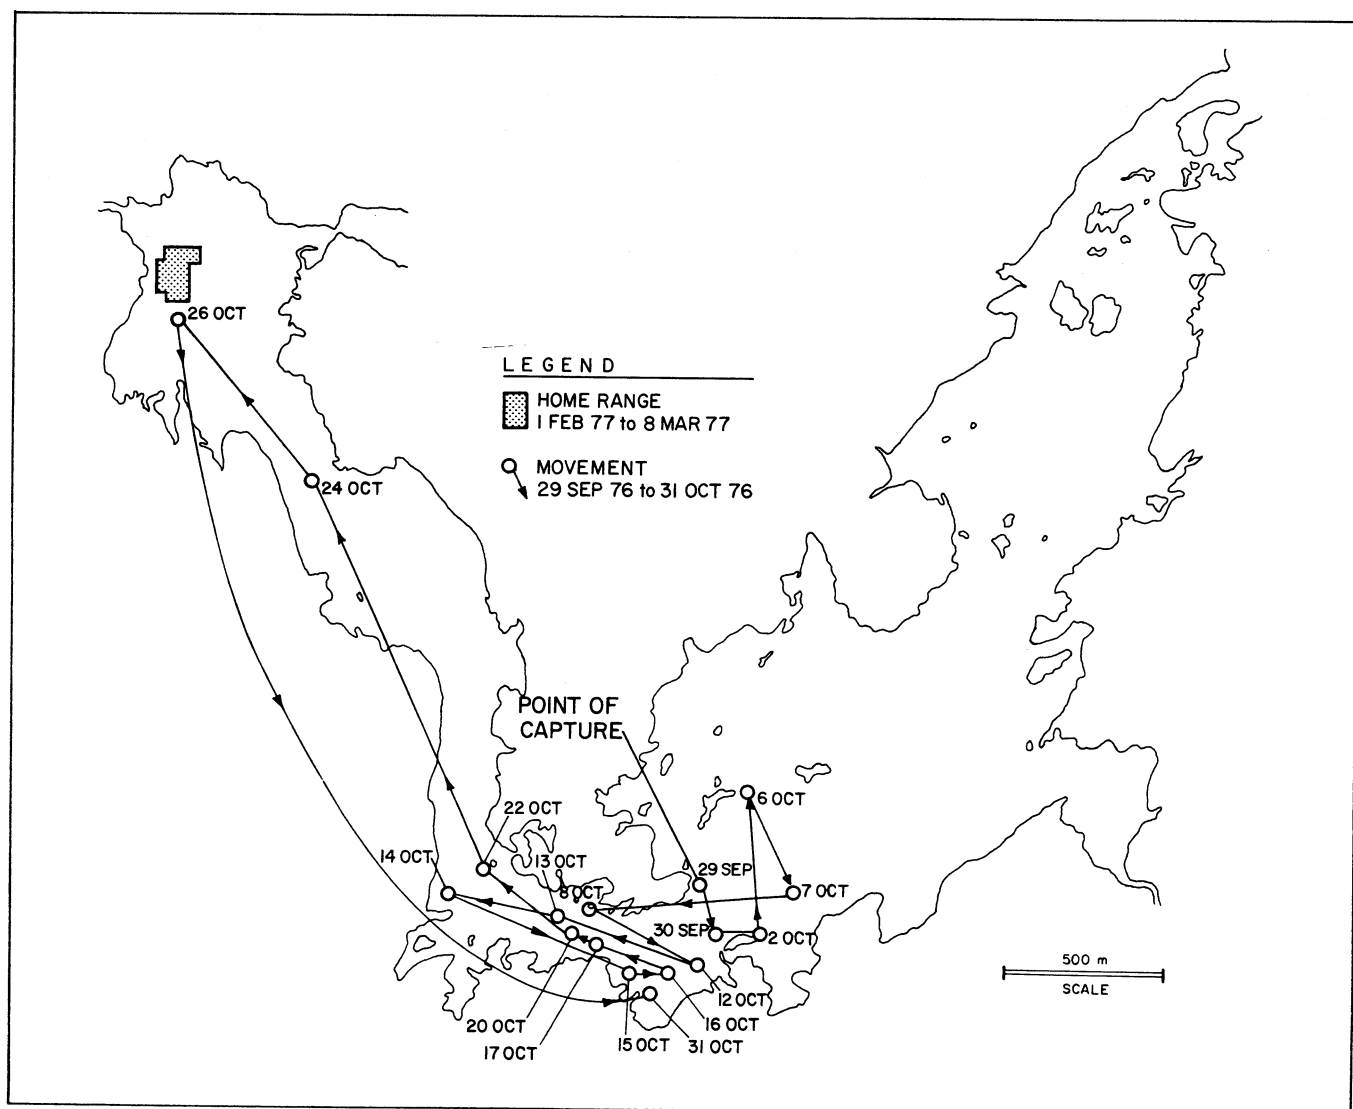 26 OCT
LEGEND
HOME RANGE
1 FEB 77 to 8 MAR 77
MOVEMENT
29 SEP 76 to 31 OCT 76
24 OCT
POINT OF
CAPTURE
6 OCT
22 OCT
14 OCT
13 OCT
29 SEP
8 OCT
7 OCT
30 SEP
2 OCT
500 m
SCALE
12 OCT
20 OCT
16 OCT
17 OCT
15 OCT
31 OCT